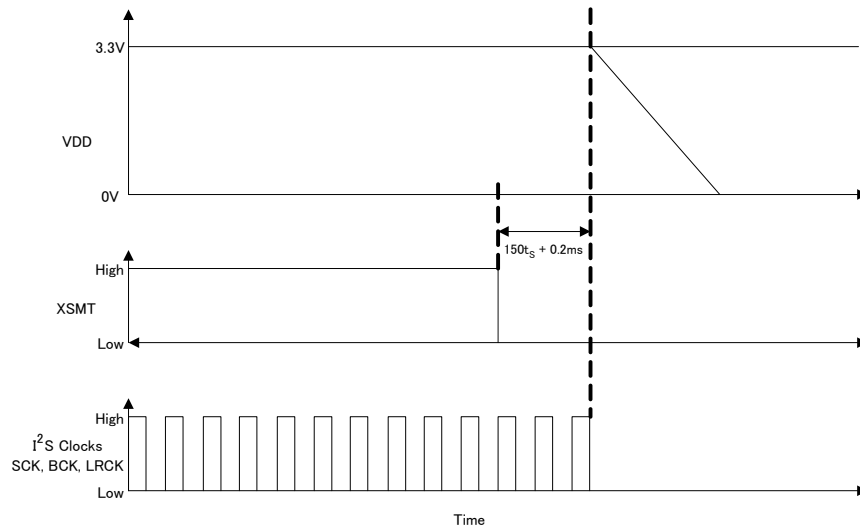 3.3V
VDD
0V
150tS + 0.2ms
High
XSMT
Low
High
I2S Clocks
SCK, BCK, LRCK
Low
Time